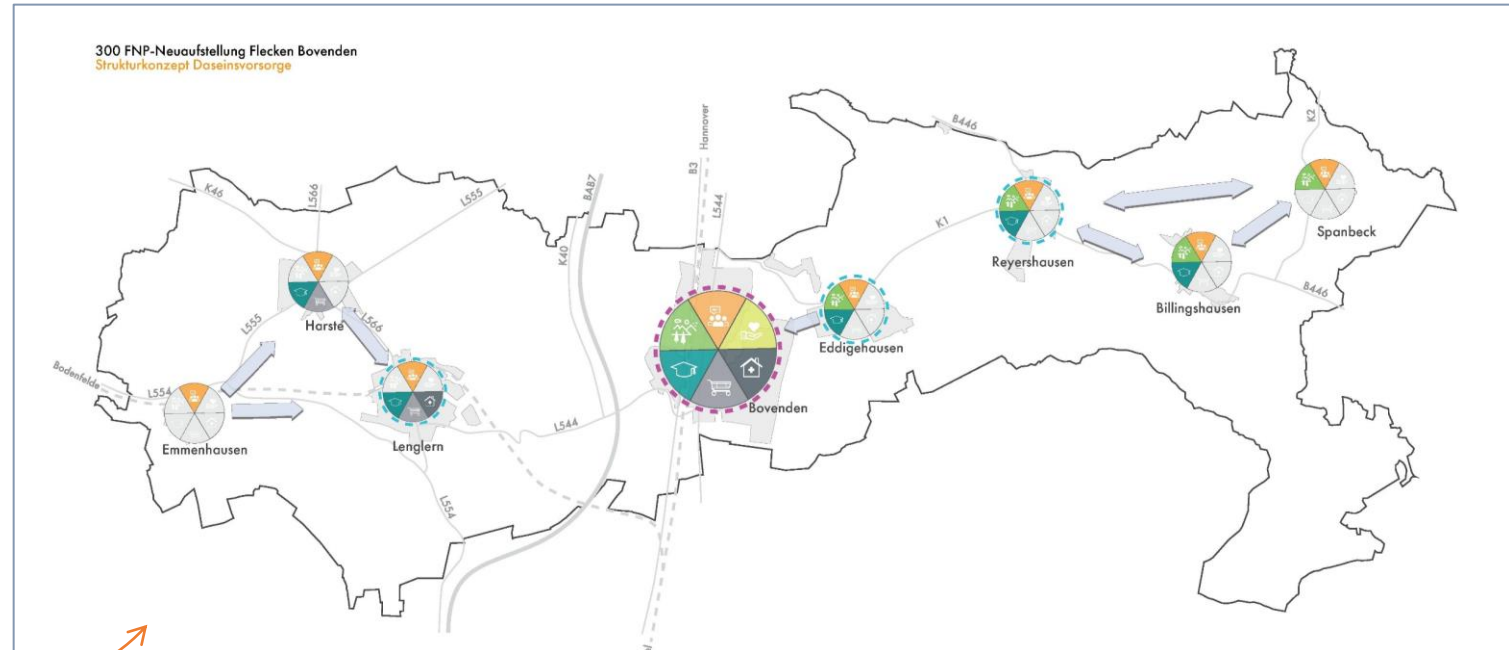 300 FNP-Neuaufstellung Flecken Bovenden
Strukturkonzept Daseinsvorsorge
B446
K2
B3
Hannover
K46
L566
L555
BAB7
L544
K40
K1
Spanbeck
Reyershausen
Billingshausen
B446
Harste
L566
L555
Eddigehausen
Bodenfelde
L554
Bovenden
Emmenhausen
Lenglern
L544
L554